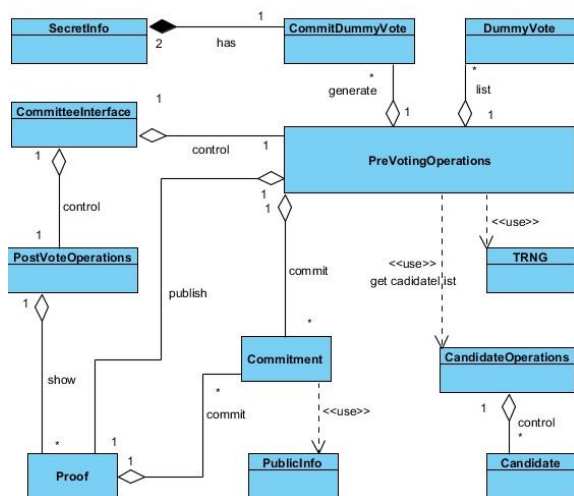 SecretInfo
2
has
1
CommitDummyVote
DummyVote
*
generate
1
*
list
1
CommitteeInterface
1
control
1
PreVotingOperations
1
control
1
PostVoteOperations
1
1
publish
commit
*
<<use>>
TRNG
<<use>>
get cadidateList
Commitment
CandidateOperations
1
show
*
*
commit
1
1
<<use>>
1
control
*
Proof
PublicInfo
Candidate